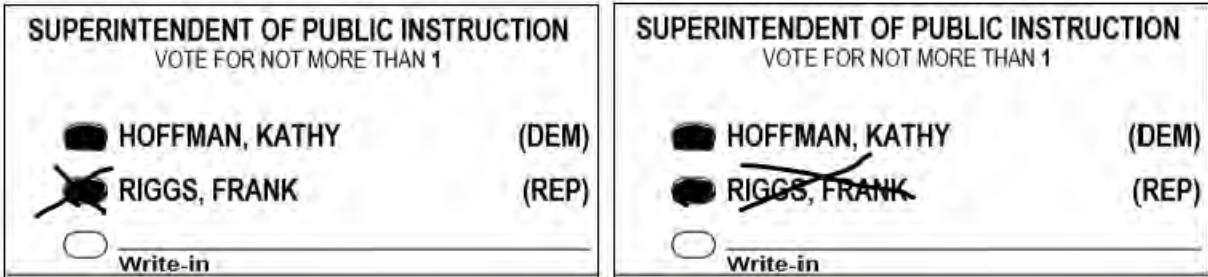 SUPERINTENDENT OF PUBLIC INSTRUCTION
VOTE FOR NOT MORE THAN 1
HOFFMAN, KATHY (DEM)
RIGGS, FRANK (REP)
Write-in
SUPERINTENDENT OF PUBLIC INSTRUCTION
VOTE FOR NOT MORE THAN 1
HOFFMAN, KATHY (DEM)
RIGGS, FRANK (REP)
Write-in